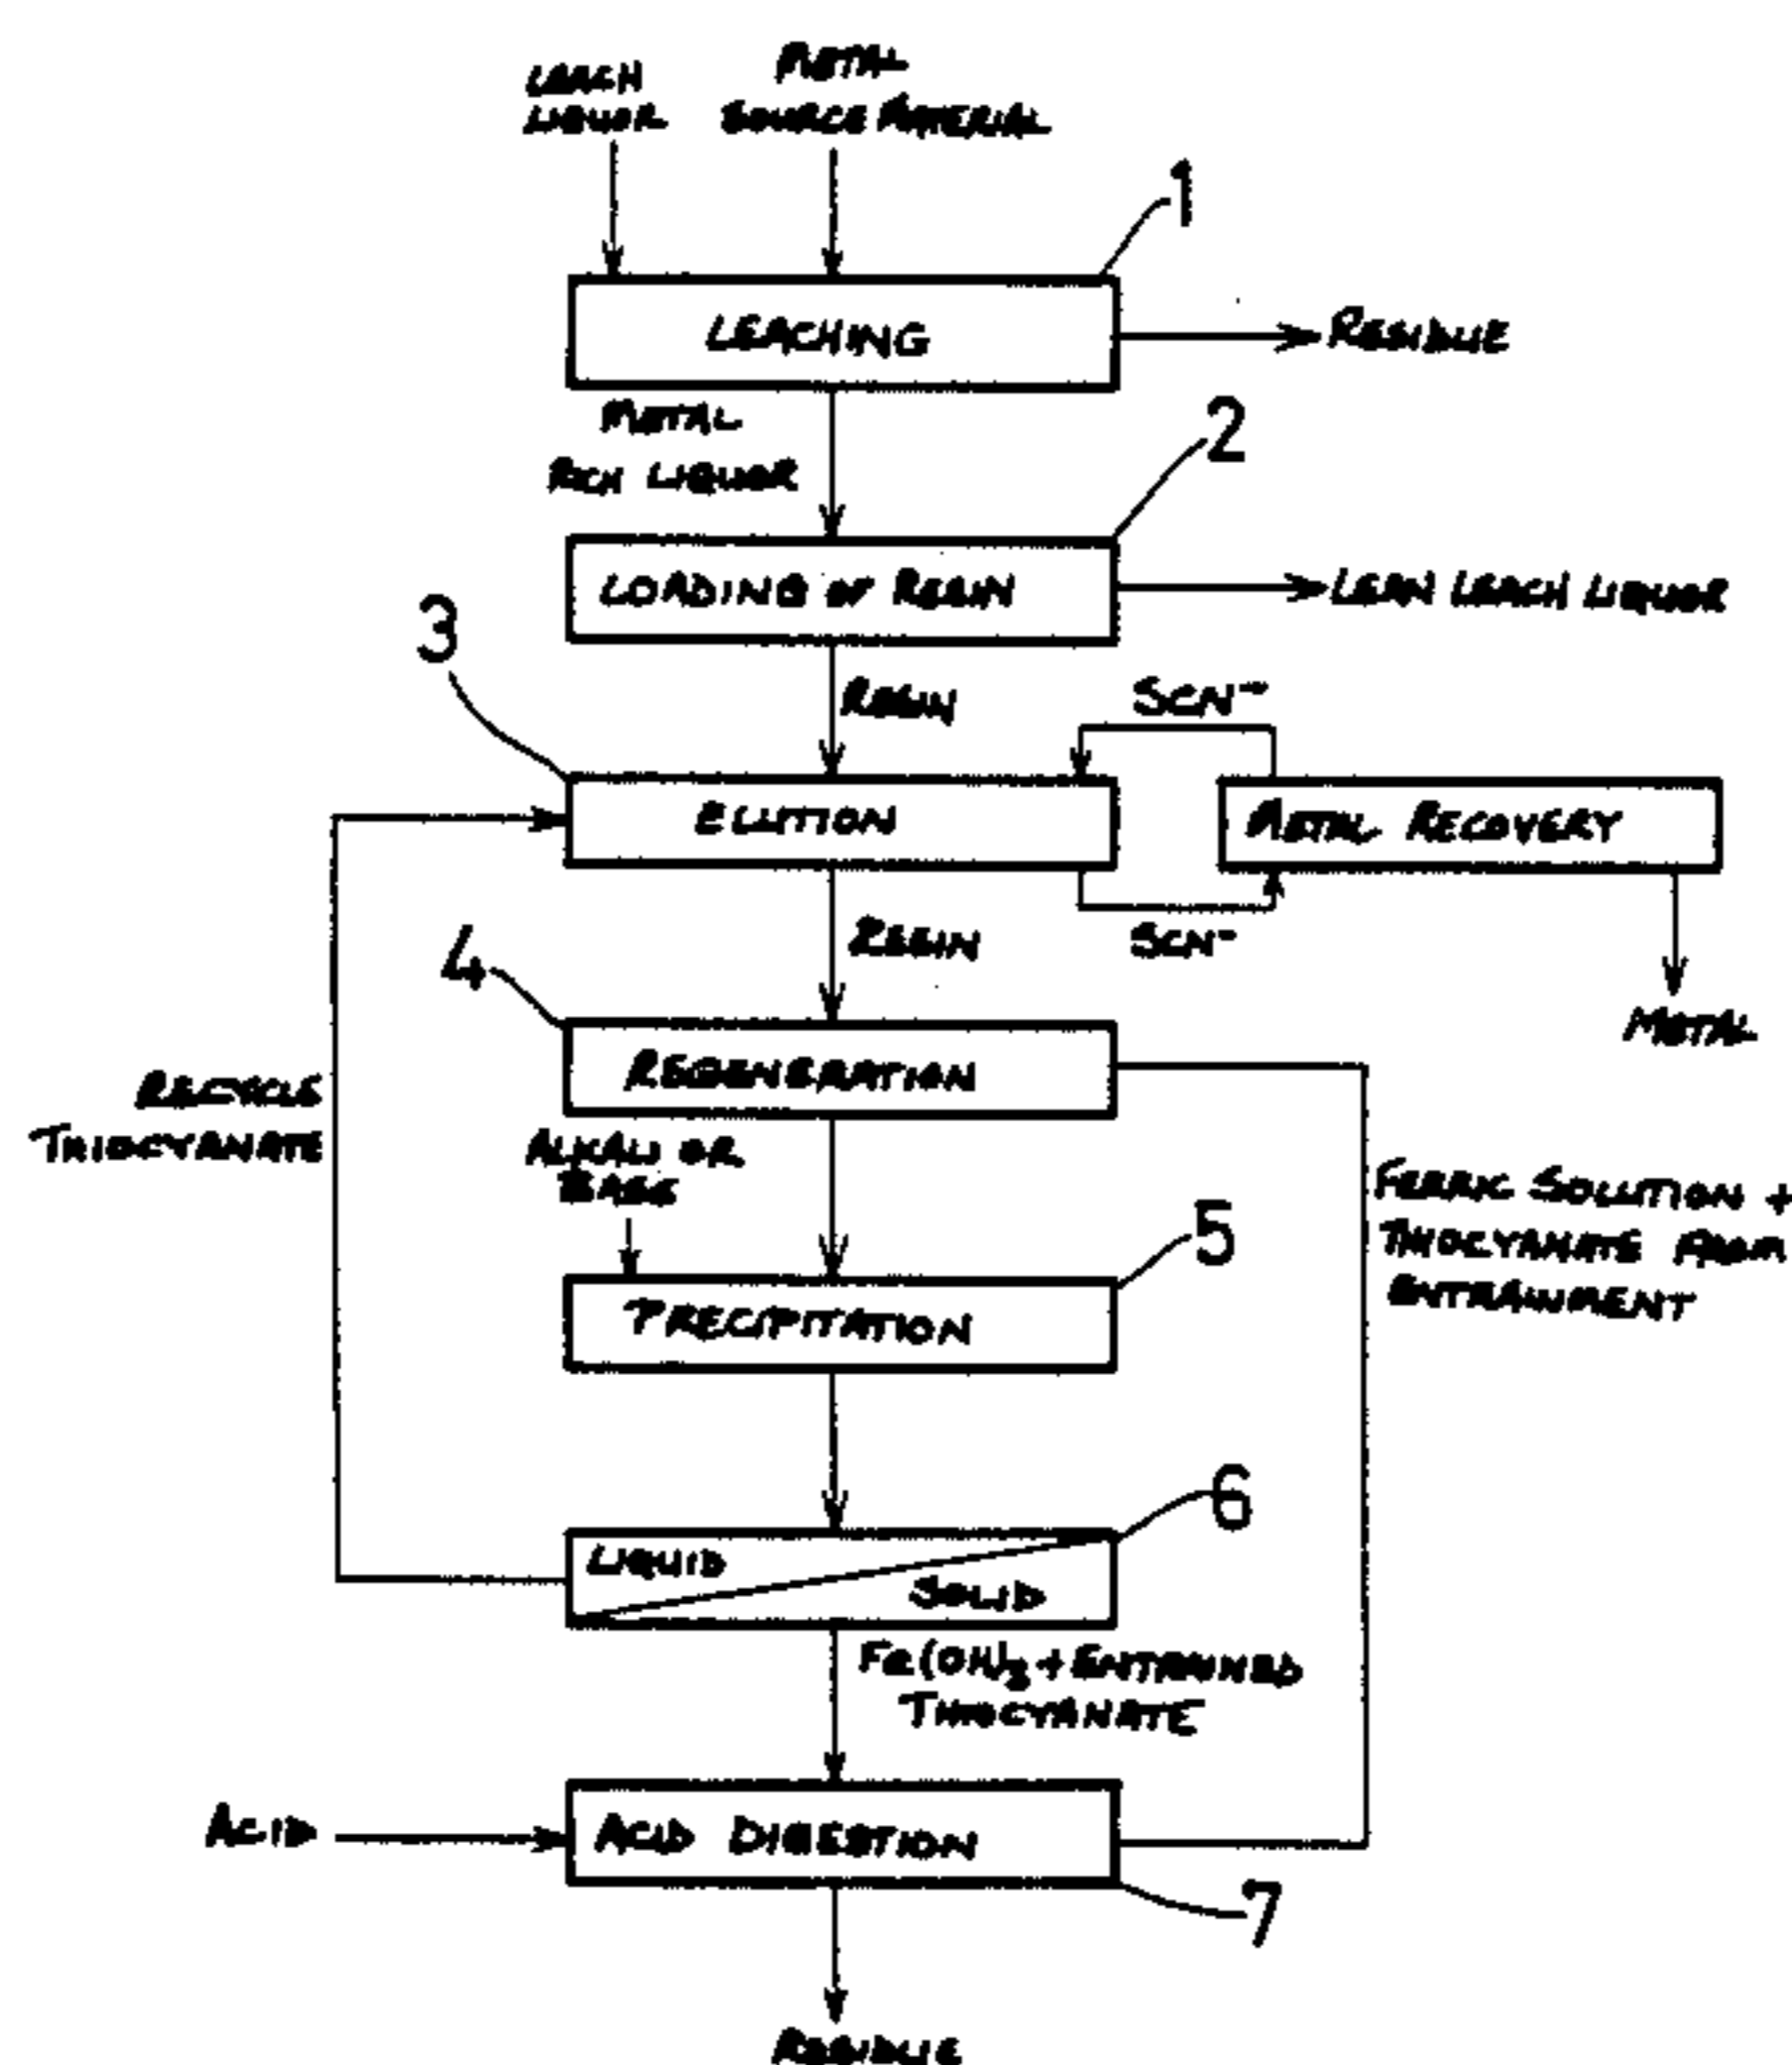 LEACH
LIQUOR
METAL
SOURCE MATERIAL
1
LEACHING
RESIDUE
METAL
RICH LIQUOR
2
LOADING OF RESIN
LEAN LEACH LIQUOR
3
RESIN
SCN⁻
ELUTION
METAL RECOVERY
RESIN
SCN⁻
4
METAL
REGENERATION
RECYCLE
THIOCYANATE
ALKALI OR
BASE
FERRIC SOLUTION +
THIOCYANATE FROM
ENTRAINMENT
5
PRECIPITATION
6
LIQUID
SOLID
Fe(OH)3 + ENTRAINED
THIOCYANATE
ACID
ACID DIGESTION
7
RESIDUE